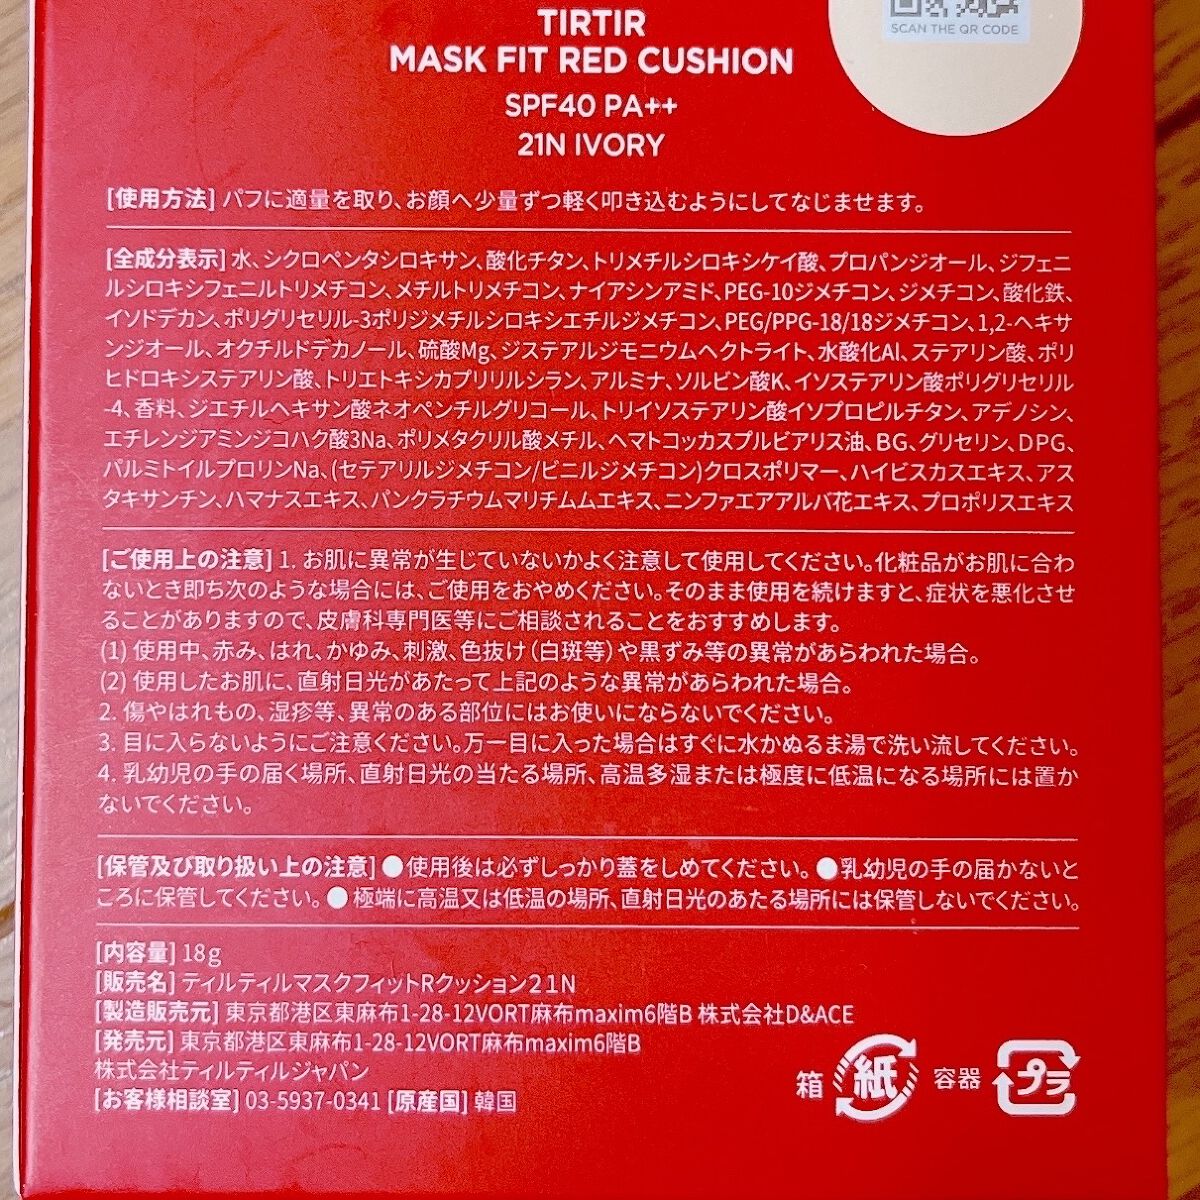 SCAN THE QR CODE
TIRTIR
MASK FIT RED CUSHION
SPF40 PA++
21N IVORY
[使用方法] パフに適量を取り、お顔へ少量ずつ軽く叩き込むようにしてなじませます。
[全成分表示] 水、シクロペンタシロキサン、酸化チタン、トリメチルシロキシケイ酸、プロパンジオール、ジフェニ
ルシロキシフェニルトリメチコン、メチルトリメチコン、ナイアシンアミド、PEG-10ジメチコン、ジメチコン、酸化鉄、
イソドデカン、ポリグリセリル-3ポリジメチルシロキシエチルジメチコン、PEG/PPG-18/18ジメチコン、1,2-ヘキサ
ンジオール、オクチルドデカノール、硫酸Mg、ジステアルジモニウムヘクトライト、水酸化Al、ステアリン酸、ポリ
ヒドロキシステアリン酸、トリエトキシカプリリルシラン、アルミナ、ソルビン酸K、イソステアリン酸ポリグリセリル
-4、香料、ジエチルヘキサン酸ネオペンチルグリコール、トリイソステアリン酸イソプロピルチタン、アデノシン、
エチレンジアミンジコハク酸3Na、ポリメタクリル酸メチル、ヘマトコッカスプルビアリス油、BG、グリセリン、DPG、
パルミトイルプロリンNa、(セテアリルジメチコン/ビニルジメチコン)クロスポリマー、ハイビスカスエキス、アス
タキサンチン、ハマナスエキス、パンクラチウムマリチムムエキス、ニンファエアアルバ花エキス、プロポリスエキス
[ご使用上の注意] 1. お肌に異常が生じていないかよく注意して使用してください。化粧品がお肌に合わ
ないとき即ち次のような場合には、ご使用をおやめください。そのまま使用を続けますと、症状を悪化させ
ることがありますので、皮膚科専門医等にご相談されることをおすすめします。
(1) 使用中、赤み、はれ、かゆみ、刺激、色抜け(白斑等)や黒ずみ等の異常があらわれた場合。
(2) 使用したお肌に、直射日光があたって上記のような異常があらわれた場合。
2. 傷やはれもの、湿疹等、異常のある部位にはお使いにならないでください。
3. 目に入らないようにご注意ください。万一目に入った場合はすぐに水かぬるま湯で洗い流してください。
4. 乳幼児の手の届く場所、直射日光の当たる場所、高温多湿または極度に低温になる場所には置か
ないでください。
[保管及び取り扱い上の注意] ●使用後は必ずしっかり蓋をしめてください。●乳幼児の手の届かないと
ころに保管してください。●極端に高温又は低温の場所、直射日光のあたる場所には保管しないでください。
[内容量] 18g
[販売名] ティルティルマスクフィットRクッション21N
[製造販売元] 東京都港区東麻布1-28-12VORT麻布maxim6階B 株式会社D&ACE
[発売元] 東京都港区東麻布1-28-12VORT麻布maxim6階B
株式会社ティルティルジャパン
[お客様相談室] 03-5937-0341 [原産国] 韓国
箱 紙 容器 プラ